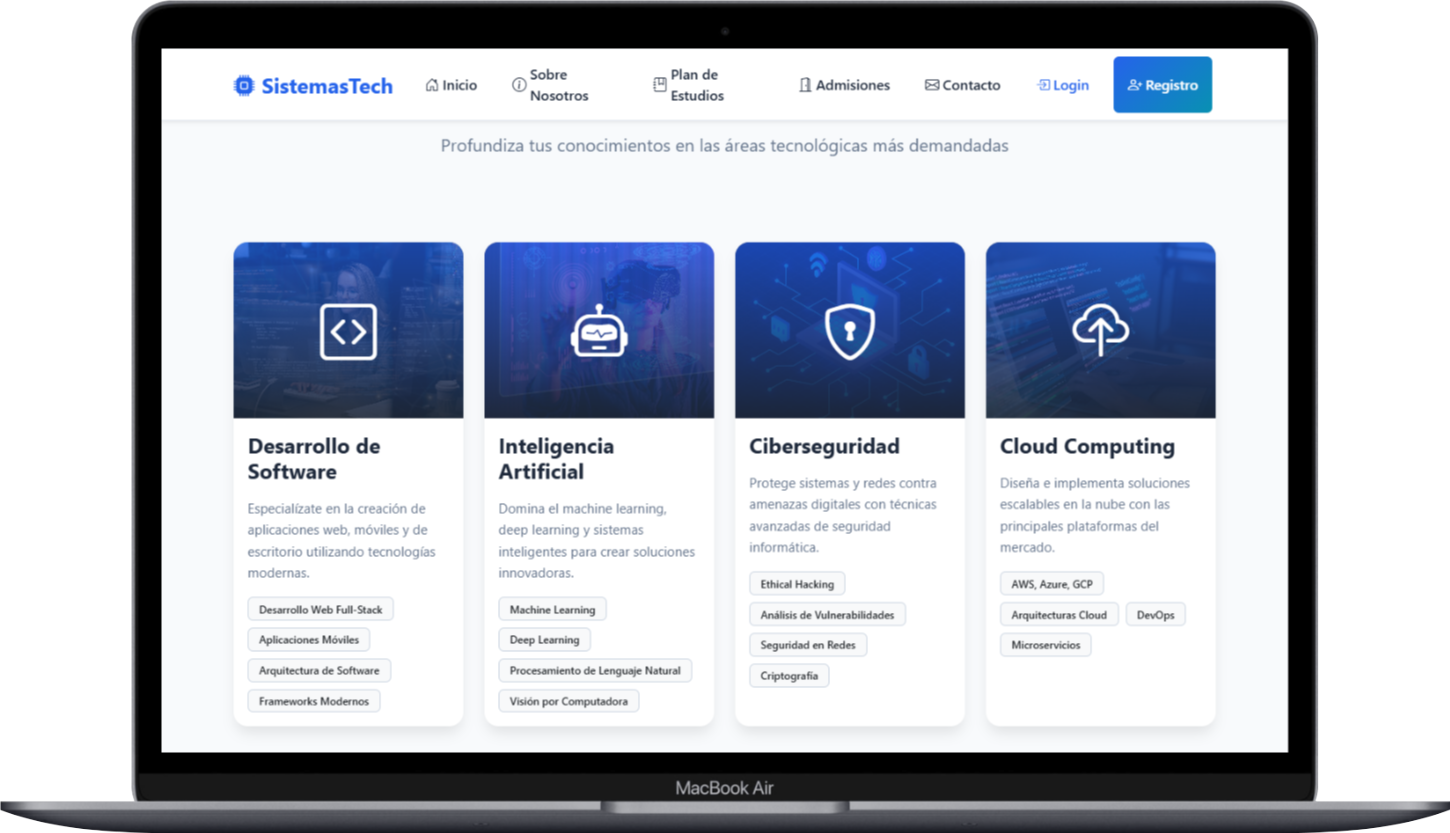 SistemasTech
Inicio
Sobre
Nosotros
Plan de
Estudios
Admisiones
Contacto
Login
Registro
Profundiza tus conocimientos en las áreas tecnológicas más demandadas
Desarrollo de
Software
Especialízate en la creación de
aplicaciones web, móviles y de
escritorio utilizando tecnologías
modernas.
Desarrollo Web Full-Stack
Aplicaciones Móviles
Arquitectura de Software
Frameworks Modernos
Inteligencia
Artificial
Domina el machine learning,
deep learning y sistemas
inteligentes para crear soluciones
innovadoras.
Machine Learning
Deep Learning
Procesamiento de Lenguaje Natural
Visión por Computadora
Ciberseguridad
Protege sistemas y redes contra
amenazas digitales con técnicas
avanzadas de seguridad
informática.
Ethical Hacking
Análisis de Vulnerabilidades
Seguridad en Redes
Criptografía
Cloud Computing
Diseña e implementa soluciones
escalables en la nube con las
principales plataformas del
mercado.
AWS, Azure, GCP
Arquitecturas Cloud
DevOps
Microservicios
MacBook Air